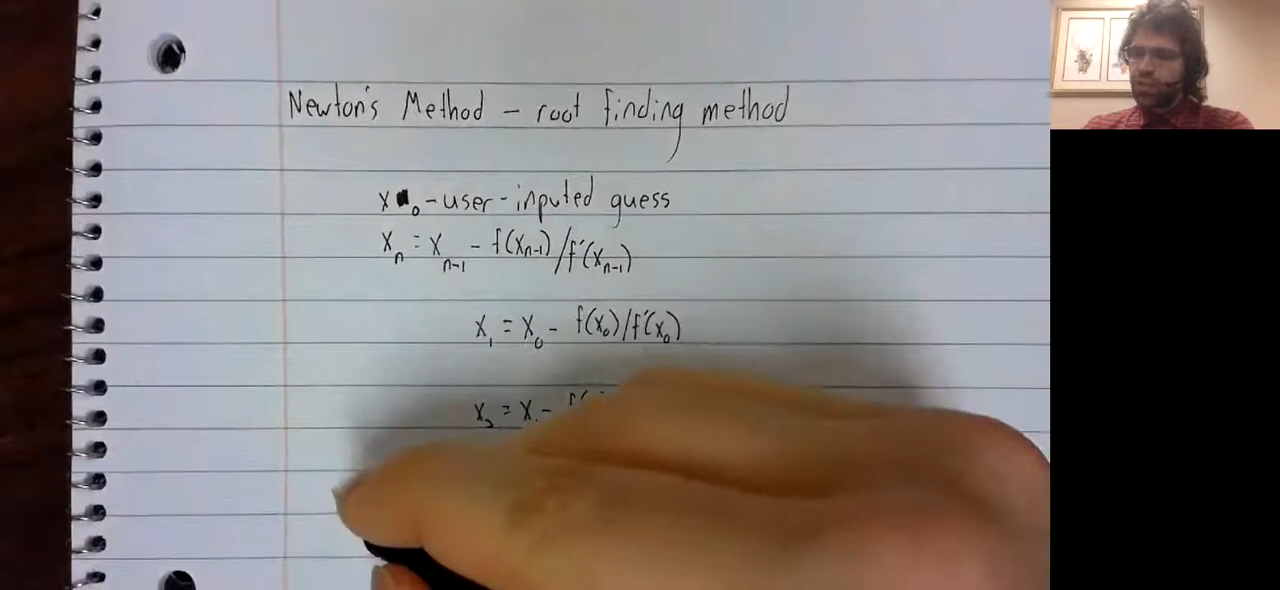 Newton's Method - root finding method
x₀ - user-inputed guess
xₙ = xₙ₋₁ - f(xₙ₋₁)/f'(xₙ₋₁)
x₁ = x₀ - f(x₀)/f'(x₀)
x₂ = x₁ -